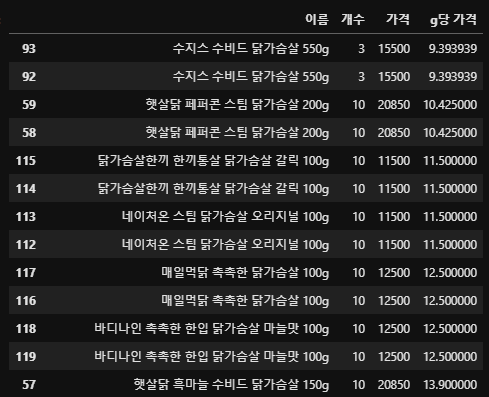 이름 개수 가격 g당 가격
93 수지스 수비드 닭가슴살 550g 3 15500 9.393939
92 수지스 수비드 닭가슴살 550g 3 15500 9.393939
59 햇살닭 페퍼콘 스팀 닭가슴살 200g 10 20850 10.425000
58 햇살닭 페퍼콘 스팀 닭가슴살 200g 10 20850 10.425000
115 닭가슴살한끼 한끼통살 닭가슴살 갈릭 100g 10 11500 11.500000
114 닭가슴살한끼 한끼통살 닭가슴살 갈릭 100g 10 11500 11.500000
113 네이처온 스팀 닭가슴살 오리지널 100g 10 11500 11.500000
112 네이처온 스팀 닭가슴살 오리지널 100g 10 11500 11.500000
117 매일먹닭 촉촉한 닭가슴살 100g 10 12500 12.500000
116 매일먹닭 촉촉한 닭가슴살 100g 10 12500 12.500000
118 바디나인 촉촉한 한입 닭가슴살 마늘맛 100g 10 12500 12.500000
119 바디나인 촉촉한 한입 닭가슴살 마늘맛 100g 10 12500 12.500000
57 햇살닭 흑마늘 수비드 닭가슴살 150g 10 20850 13.900000